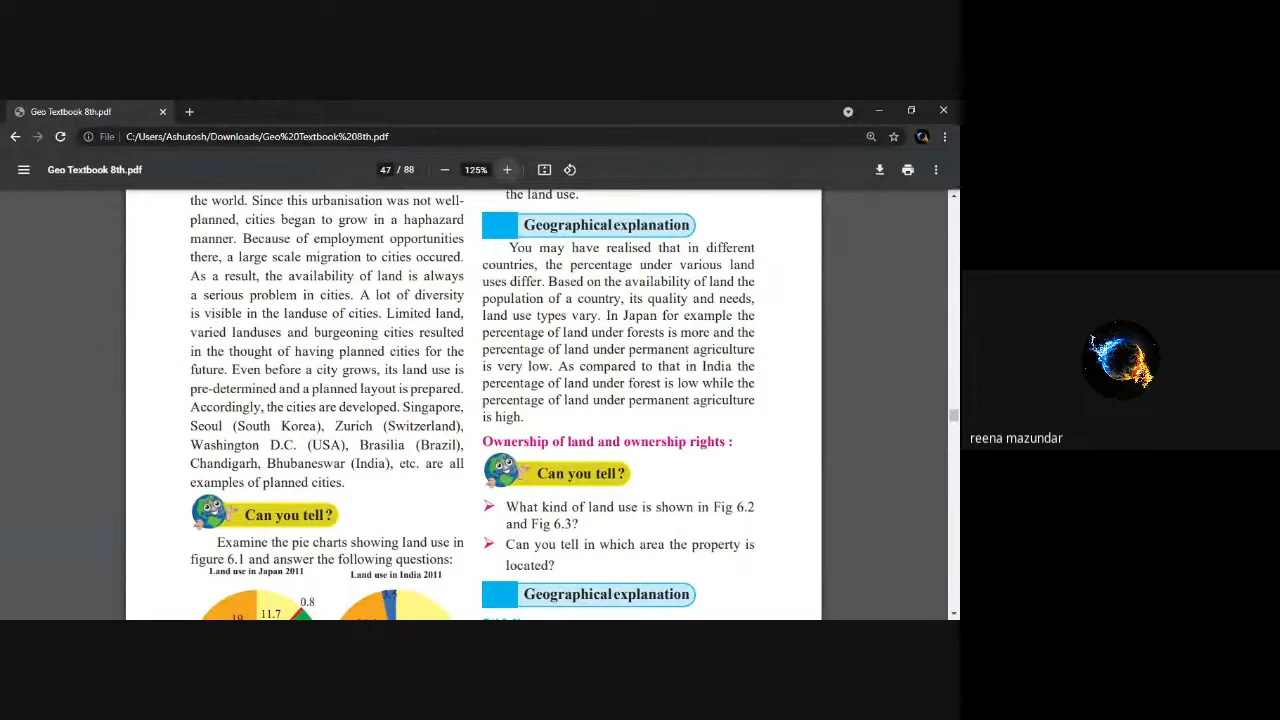 Geo Textbook 8th.pdf
File C:/Users/Ashutosh/Downloads/Geo%20Textbook%208th.pdf
Geo Textbook 8th.pdf
47 / 88
125%
the world. Since this urbanisation was not well-
planned, cities began to grow in a haphazard
manner. Because of employment opportunities
there, a large scale migration to cities occured.
As a result, the availability of land is always
a serious problem in cities. A lot of diversity
is visible in the landuse of cities. Limited land,
varied landuses and burgeoning cities resulted
in the thought of having planned cities for the
future. Even before a city grows, its land use is
pre-determined and a planned layout is prepared.
Accordingly, the cities are developed. Singapore,
Seoul (South Korea), Zurich (Switzerland),
Washington D.C. (USA), Brasilia (Brazil),
Chandigarh, Bhubaneswar (India), etc. are all
examples of planned cities.
Can you tell?
Examine the pie charts showing land use in
figure 6.1 and answer the following questions:
Land use in Japan 2011
Land use in India 2011
19
11.7
0.8
3.5
the land use.
Geographical explanation
You may have realised that in different
countries, the percentage under various land
uses differ. Based on the availability of land the
population of a country, its quality and needs,
land use types vary. In Japan for example the
percentage of land under forests is more and the
percentage of land under permanent agriculture
is very low. As compared to that in India the
percentage of land under forest is low while the
percentage of land under permanent agriculture
is high.
Ownership of land and ownership rights :
Can you tell?
What kind of land use is shown in Fig 6.2
and Fig 6.3?
Can you tell in which area the property is
located?
Geographical explanation
reena mazundar